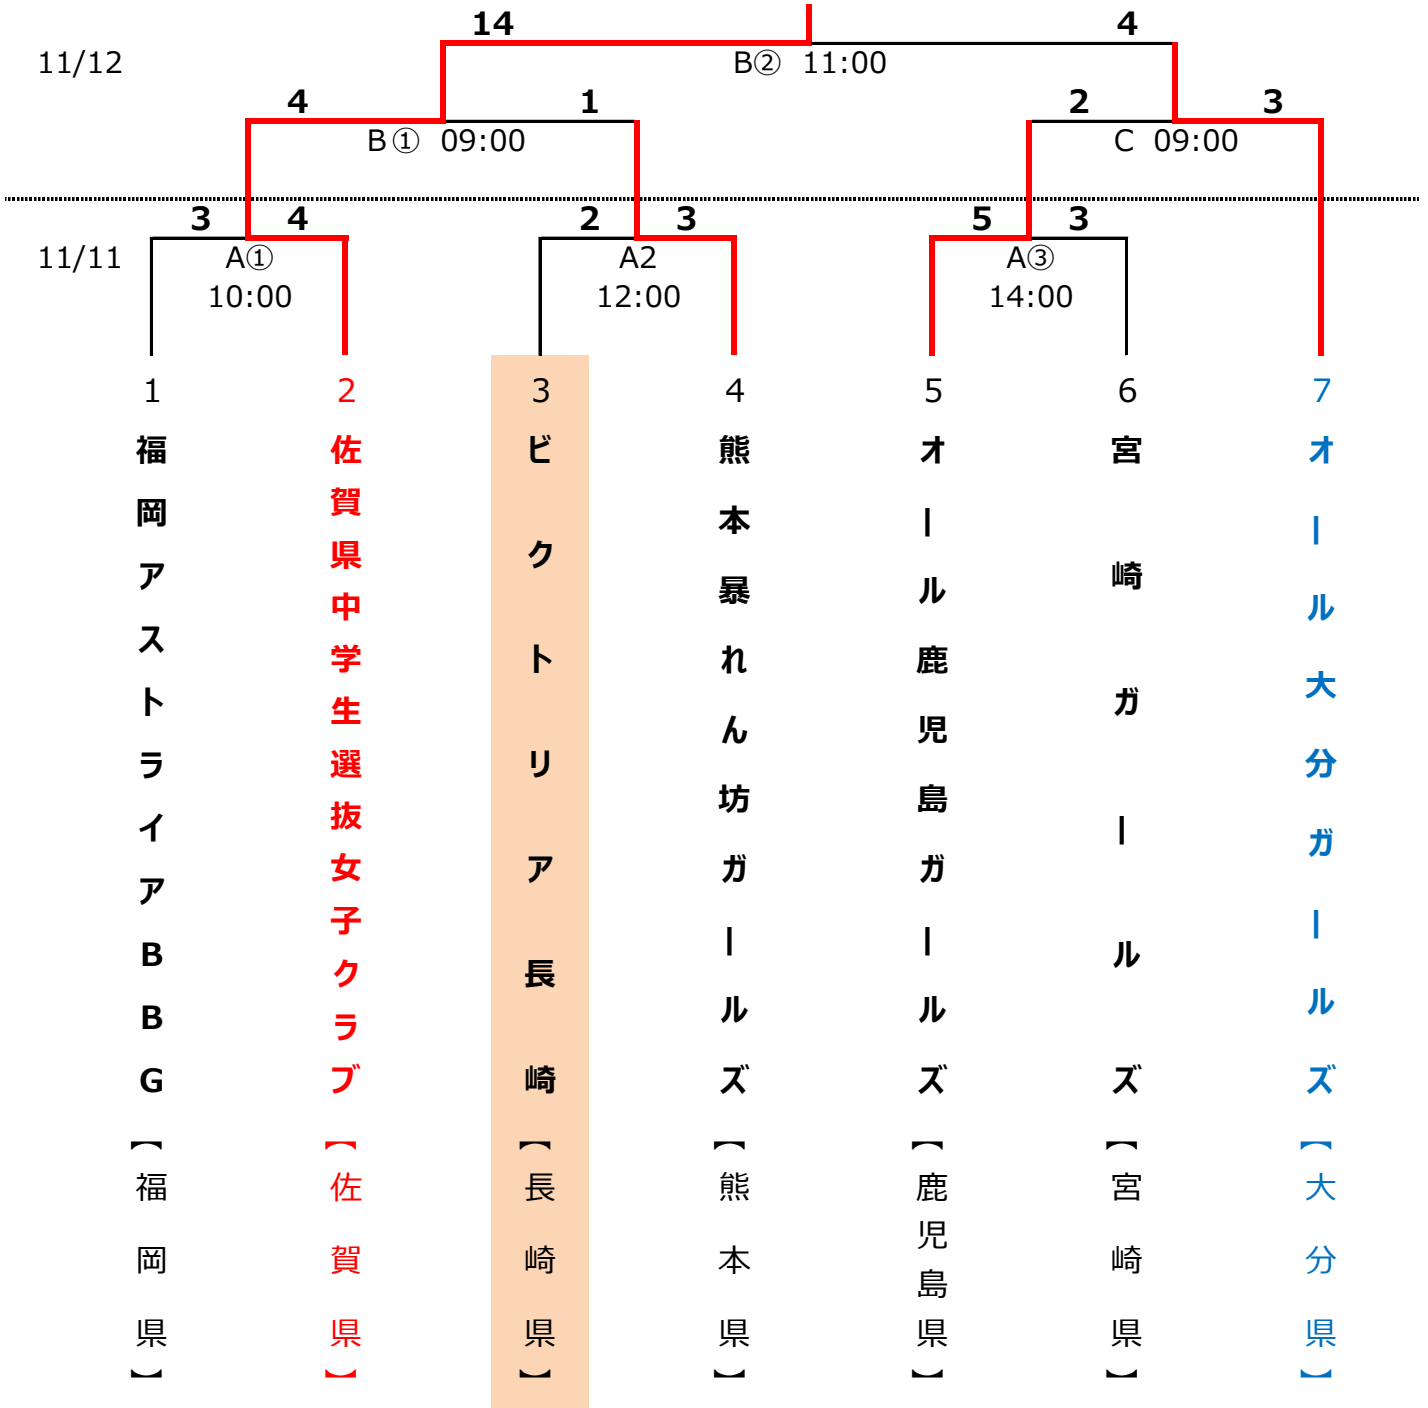 14 4
11/12 B② 11:00
4 1 2 3
B① 09:00 C 09:00
3 4 2 3 5 3
11/11 A① A2 A③
10:00 12:00 14:00
1 2 3 4 5 6 7
福岡アストライアBBG【福岡県】
佐賀県中学生選抜女子クラブ【佐賀県】
ビクトリア長崎【長崎県】
熊本暴れん坊ガールズ【熊本県】
オール鹿児島ガールズ【鹿児島県】
宮崎ガールズ【宮崎県】
オール大分ガールズ【大分県】